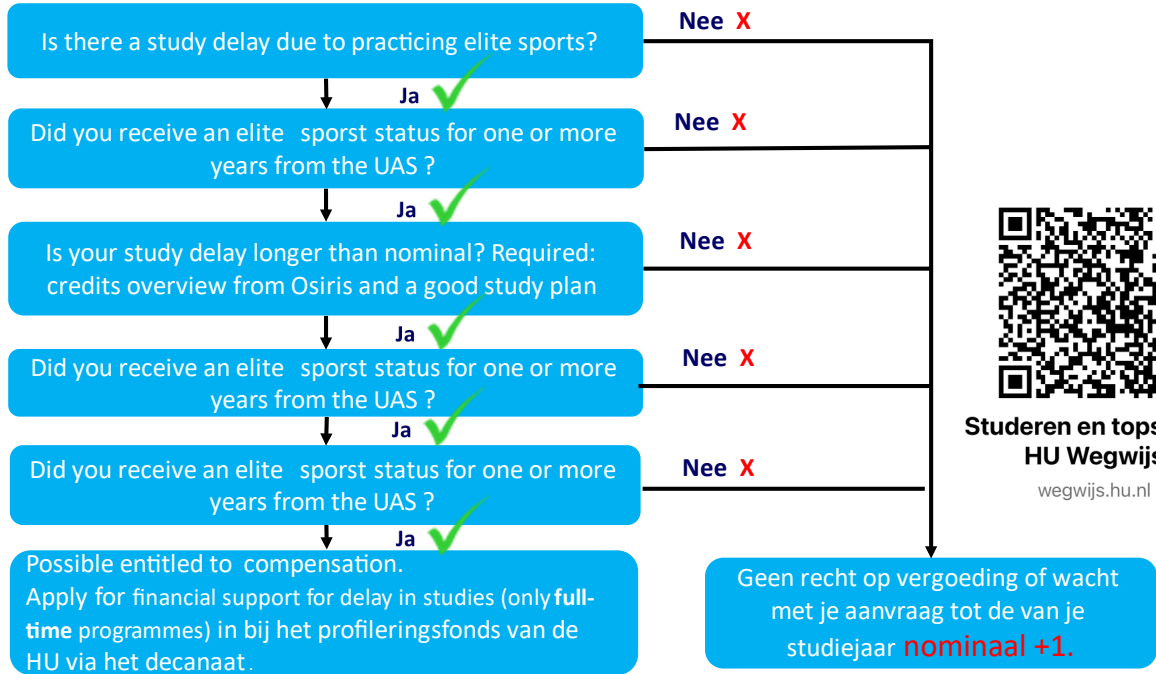 Is there a study delay due to practicing elite sports?
Nee X
Ja
Did you receive an elite sporst status for one or more
years from the UAS ?
Nee X
Ja
Is your study delay longer than nominal? Required:
credits overview from Osiris and a good study plan
Nee X
Ja
Did you receive an elite sporst status for one or more
years from the UAS ?
Nee X
Ja
Did you receive an elite sporst status for one or more
years from the UAS ?
Nee X
Ja
Possible entitled to compensation.
Apply for financial support for delay in studies (only full-
time programmes) in bij het profileringsfonds van de
HU via het decanaat.
Geen recht op vergoeding of wacht
met je aanvraag tot de van je
studiejaar nominaal +1.
Studeren en tops
HU Wegwijs
wegwijs.hu.nl